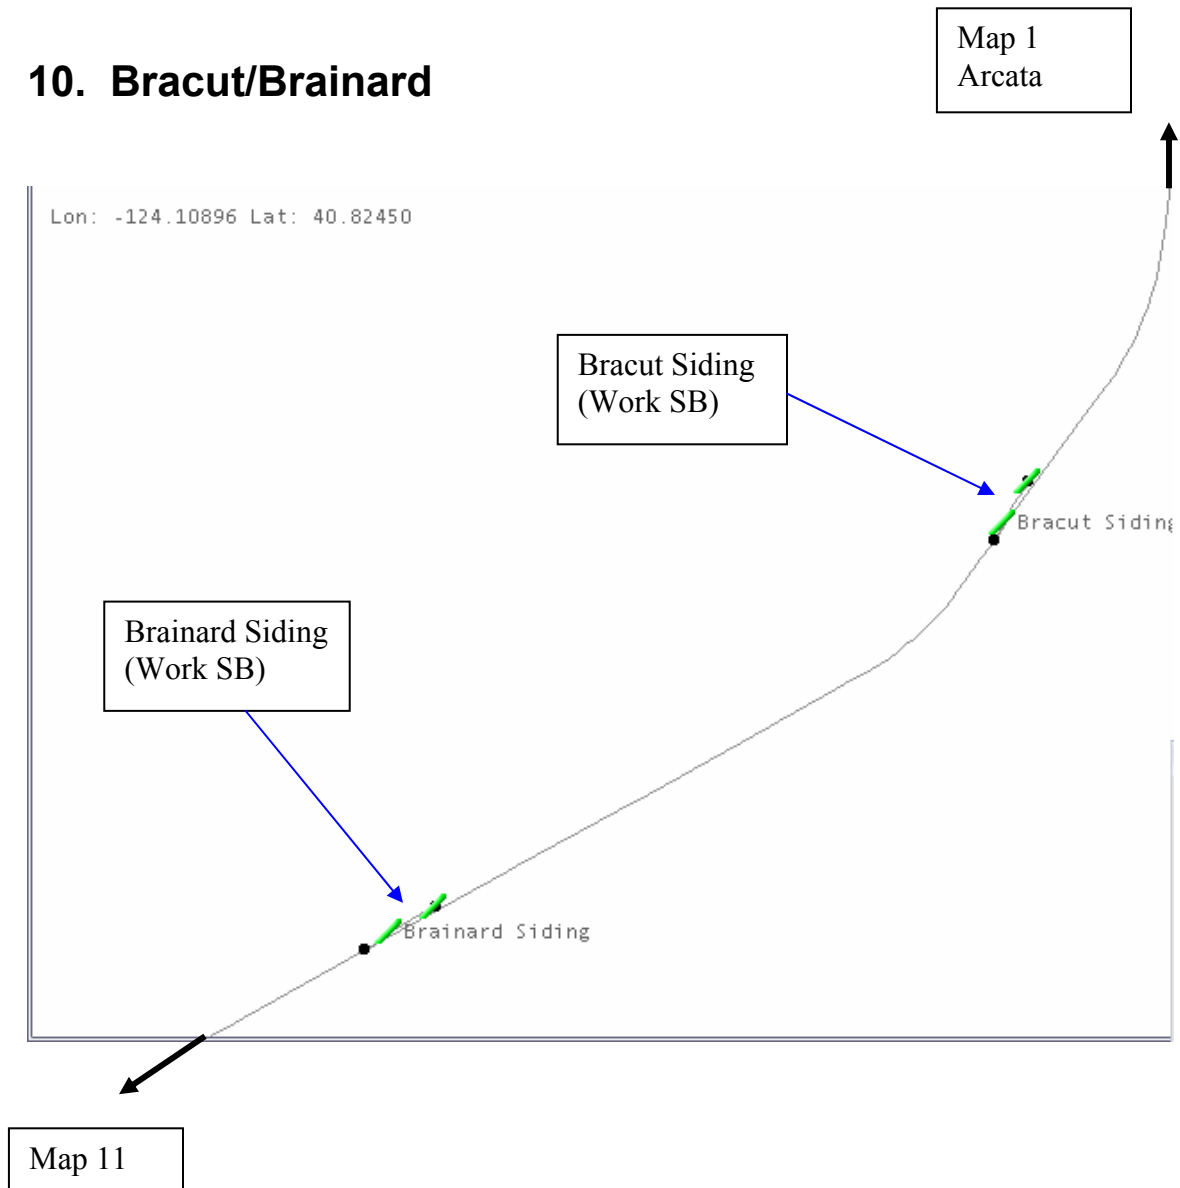 Map 1
Arcata
10. Bracut/Brainard
Lon: -124.10896 Lat: 40.82450
Bracut Siding
(Work SB)
Bracut Siding
Brainard Siding
(Work SB)
Brainard Siding
Map 11